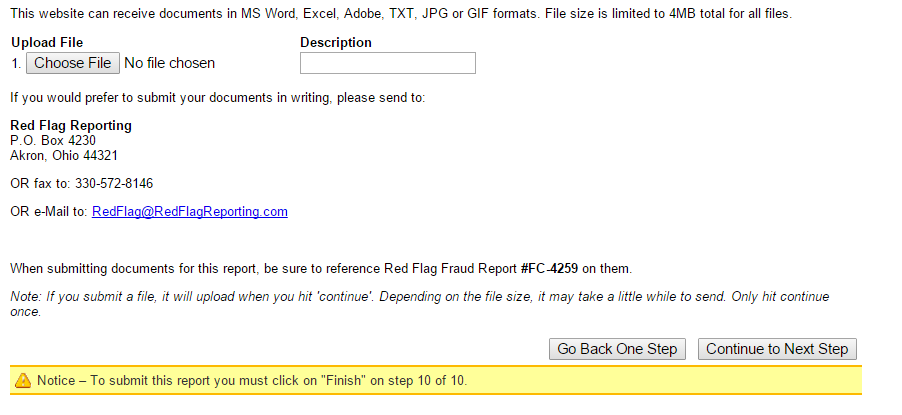 This website can receive documents in MS Word, Excel, Adobe, TXT, JPG or GIF formats. File size is limited to 4MB total for all files.
Upload File Description
1. Choose File No file chosen
If you would prefer to submit your documents in writing, please send to:
Red Flag Reporting
P.O. Box 4230
Akron, Ohio 44321
OR fax to: 330-572-8146
OR e-Mail to: RedFlag@RedFlagReporting.com
When submitting documents for this report, be sure to reference Red Flag Fraud Report #FC-4259 on them.
Note: If you submit a file, it will upload when you hit 'continue'. Depending on the file size, it may take a little while to send. Only hit continue
once.
Go Back One Step Continue to Next Step
Notice – To submit this report you must click on "Finish" on step 10 of 10.